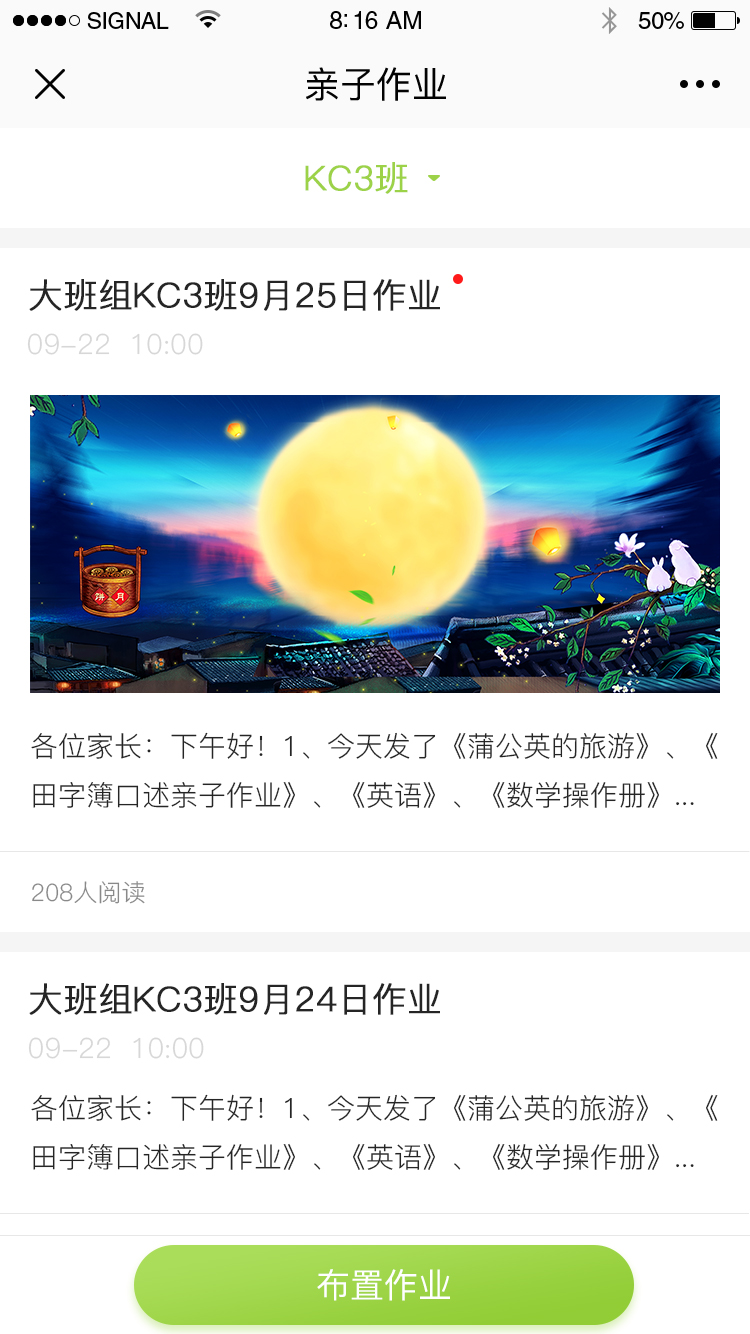 SIGNAL 8:16 AM 50%
亲子作业
KC3班
大班组KC3班9月25日作业
09-22 10:00
饼 月
各位家长：下午好！1、今天发了《蒲公英的旅游》、《
田字簿口述亲子作业》、《英语》、《数学操作册》...
208人阅读
大班组KC3班9月24日作业
09-22 10:00
各位家长：下午好！1、今天发了《蒲公英的旅游》、《
田字簿口述亲子作业》、《英语》、《数学操作册》...
布置作业